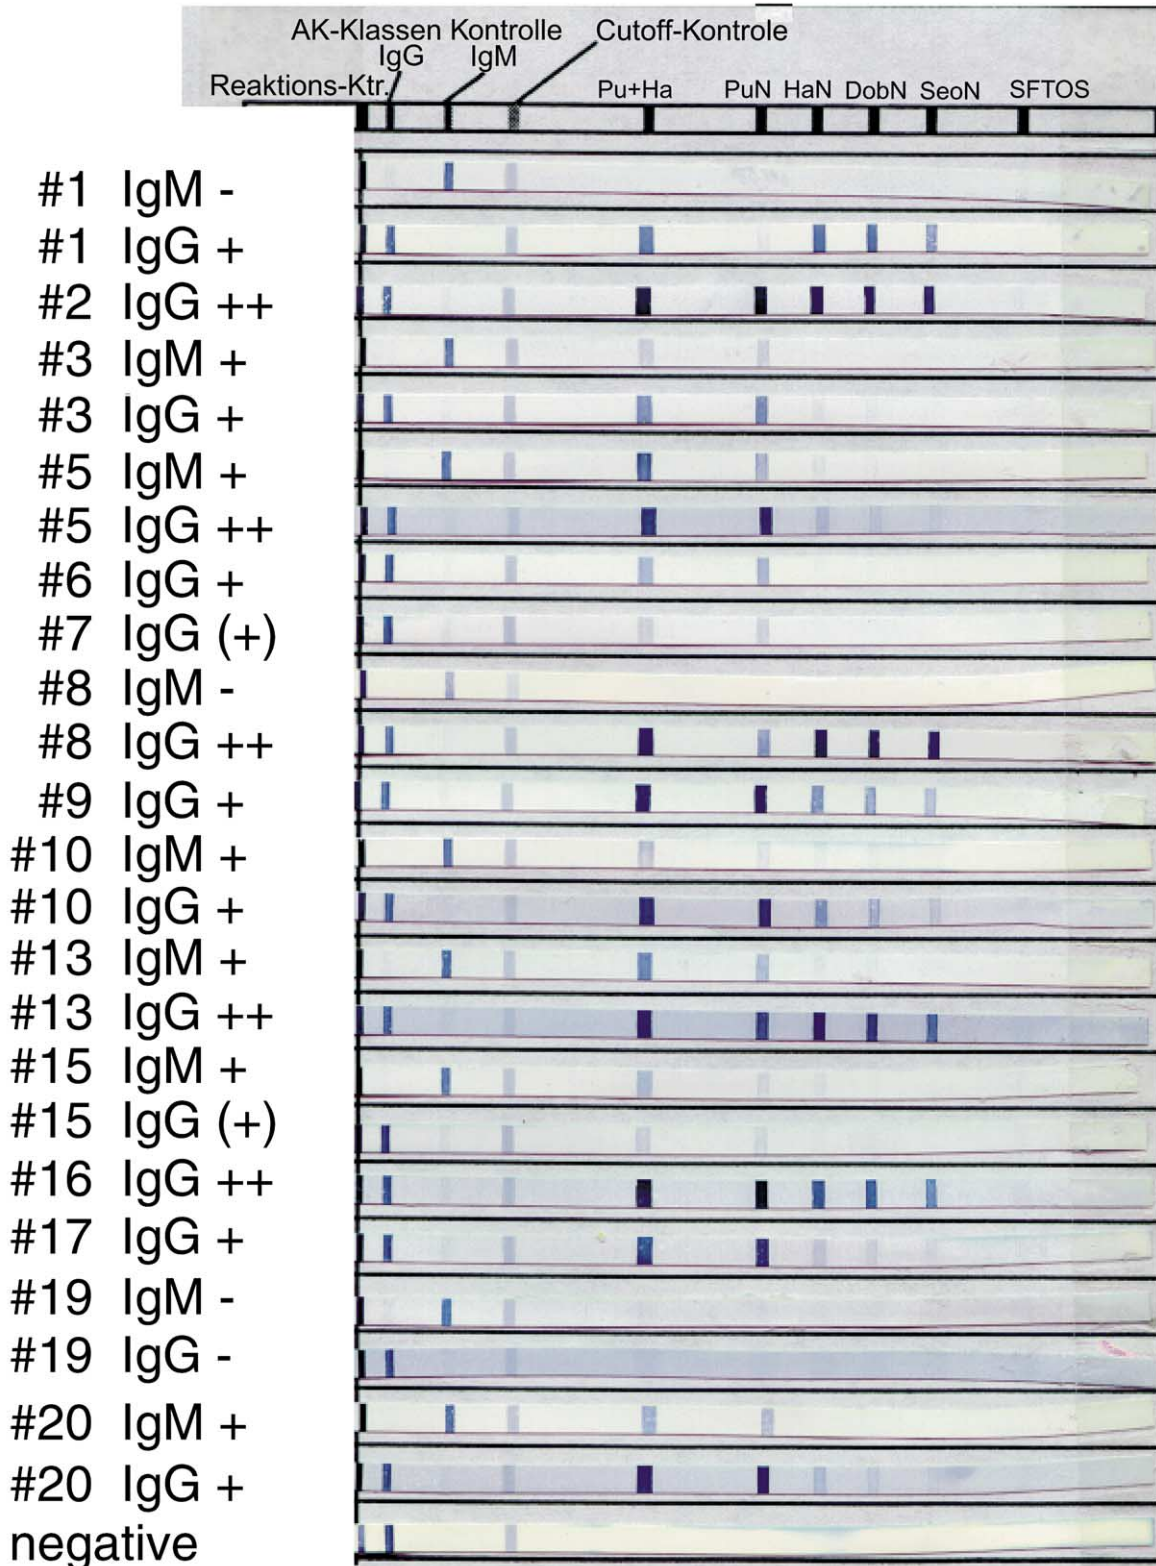 AK-Klassen Kontrolle Cutoff-Kontrole
IgG IgM
Reaktions-Ktr. Pu+Ha PuN HaN DobN SeoN SFTOS
#1 IgM -
#1 IgG +
#2 IgG ++
#3 IgM +
#3 IgG +
#5 IgM +
#5 IgG ++
#6 IgG +
#7 IgG (+)
#8 IgM -
#8 IgG ++
#9 IgG +
#10 IgM +
#10 IgG +
#13 IgM +
#13 IgG ++
#15 IgM +
#15 IgG (+)
#16 IgG ++
#17 IgG +
#19 IgM -
#19 IgG -
#20 IgM +
#20 IgG +
negative